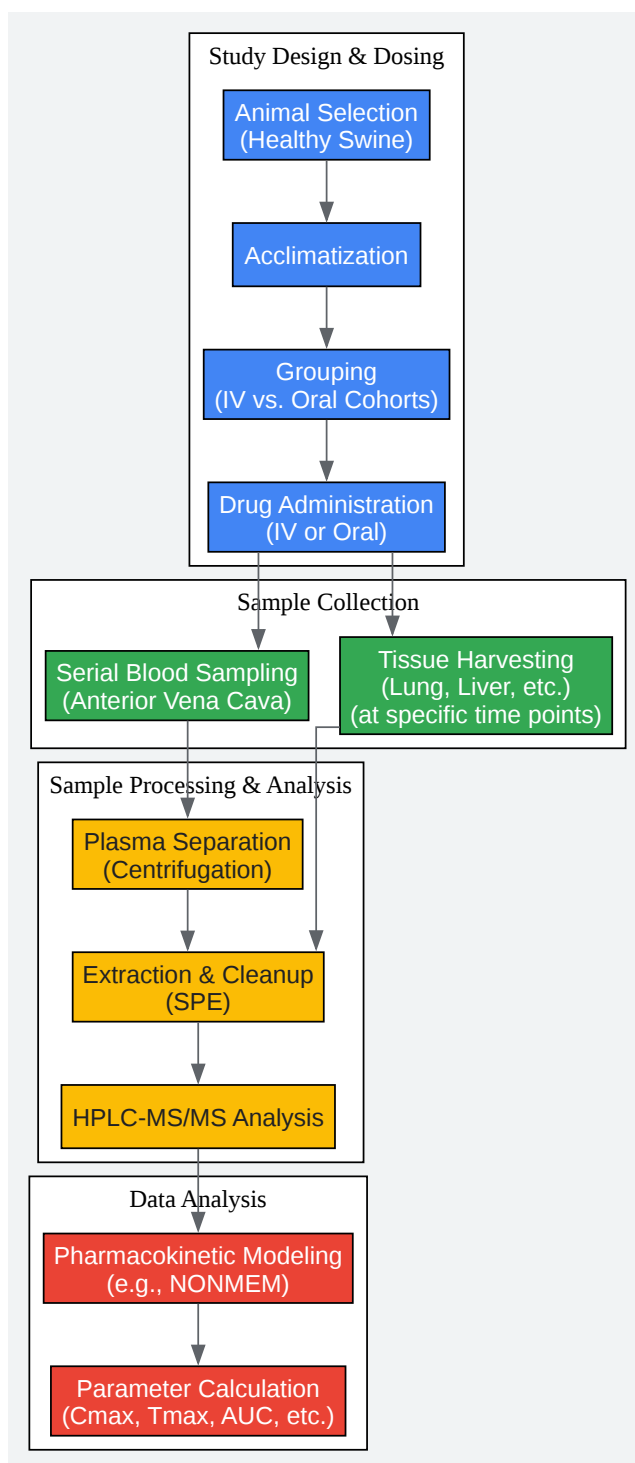 Study Design & Dosing
Animal Selection
(Healthy Swine)
Acclimatization
Grouping
(IV vs. Oral Cohorts)
Drug Administration
(IV or Oral)
Sample Collection
Serial Blood Sampling
(Anterior Vena Cava)
Tissue Harvesting
(Lung, Liver, etc.)
(at specific time points)
Sample Processing & Analysis
Plasma Separation
(Centrifugation)
Extraction & Cleanup
(SPE)
HPLC-MS/MS Analysis
Data Analysis
Pharmacokinetic Modeling
(e.g., NONMEM)
Parameter Calculation
(Cmax, Tmax, AUC, etc.)